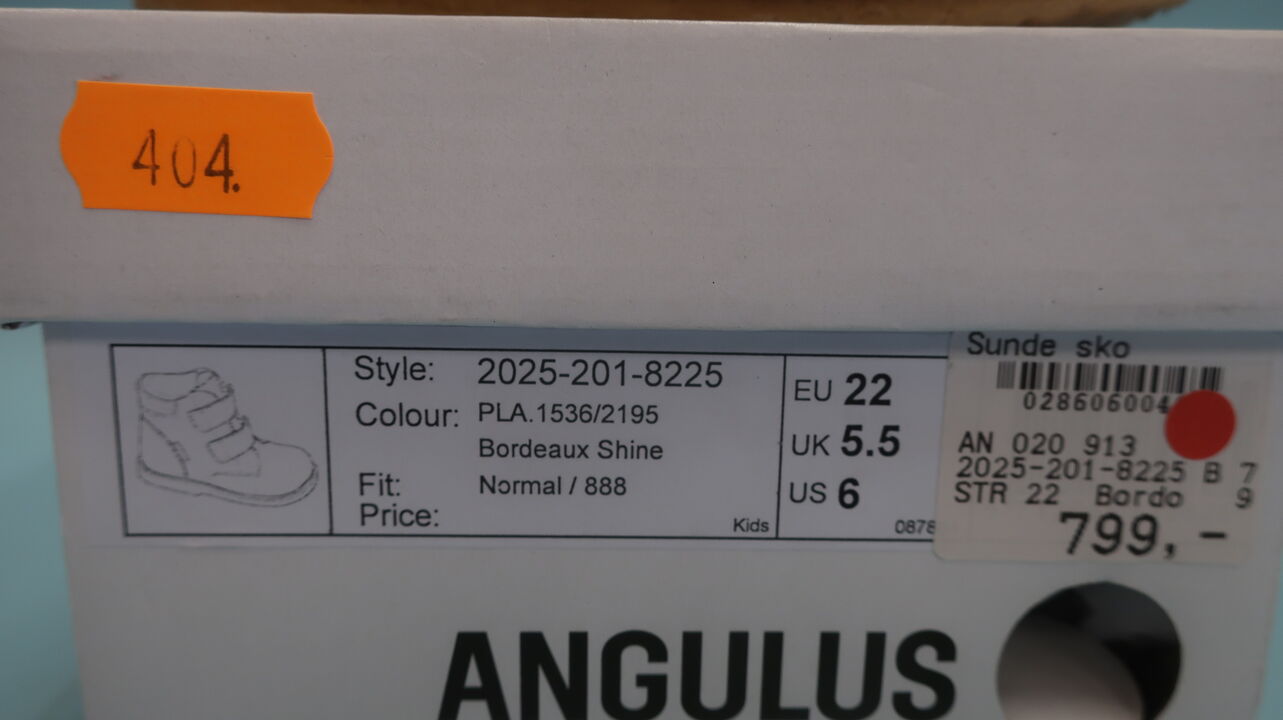 404.
Style: 2025-201-8225
Colour: PLA.1536/2195
Bordeaux Shine
Fit: Normal / 888
Price:
Kids
EU 22
UK 5.5
US 6
0878
Sunde sko
028606004
AN 020 913
2025-201-8225 B 7
STR 22 Bordo 9
799,-
ANGULUS